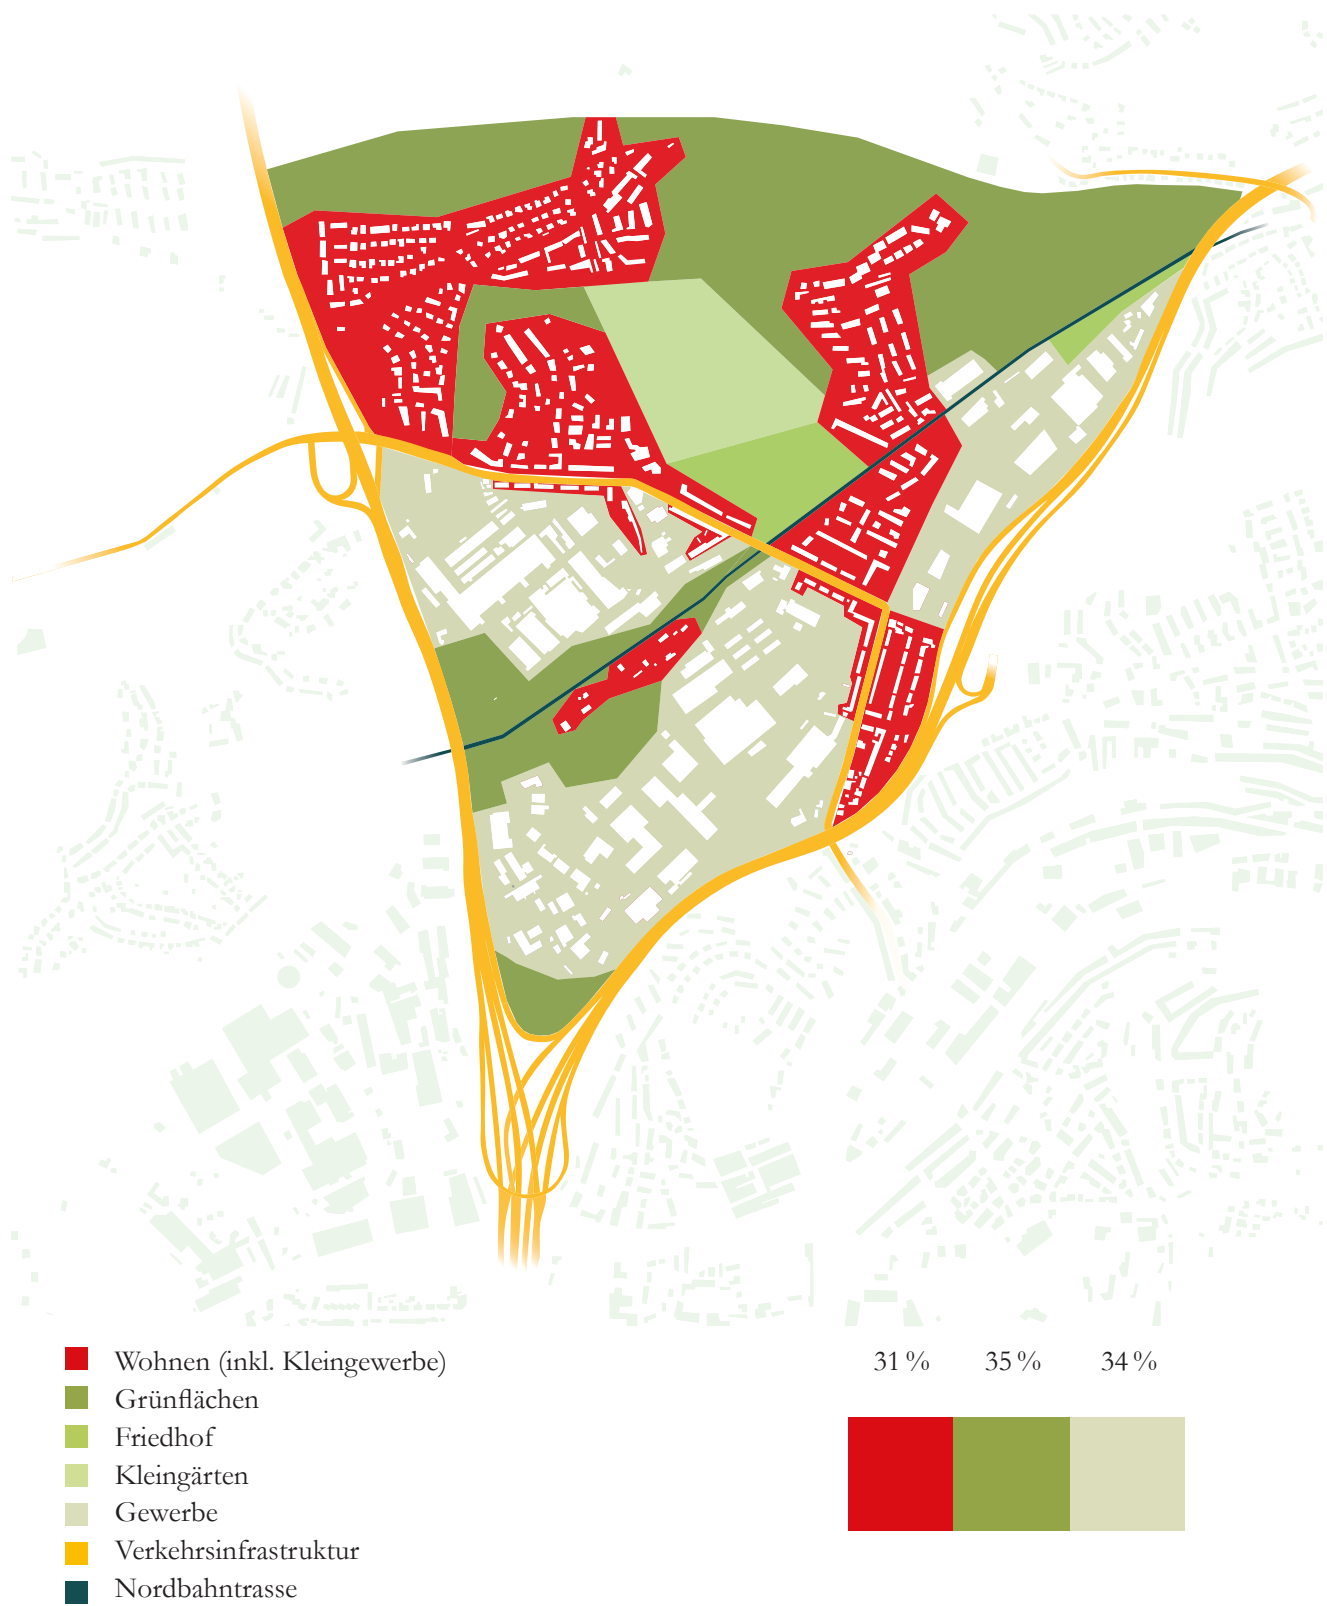 Wohnen (inkl. Kleingewerbe)
Grünflächen
Friedhof
Kleingärten
Gewerbe
Verkehrsinfrastruktur
Nordbahntrasse
31 % 35 % 34 %